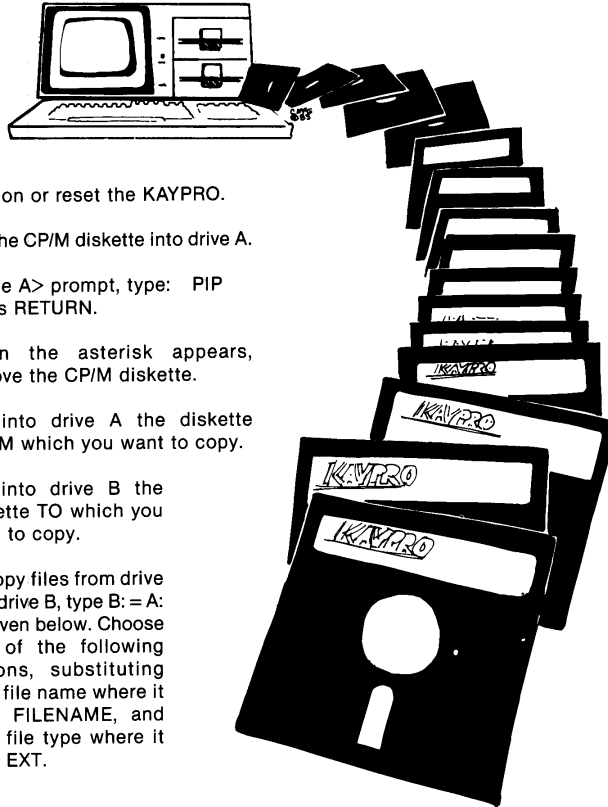 on or reset the KAYPRO.
the CP/M diskette into drive A.
e A> prompt, type: PIP
s RETURN.
n the asterisk appears,
ove the CP/M diskette.
into drive A the diskette
M which you want to copy.
into drive B the
ette TO which you
to copy.
opy files from drive
drive B, type B: = A:
ven below. Choose
of the following
ons, substituting
file name where it
FILENAME, and
file type where it
EXT.
KAYPRO
KAYPRO
KAYPRO
KAYPRO